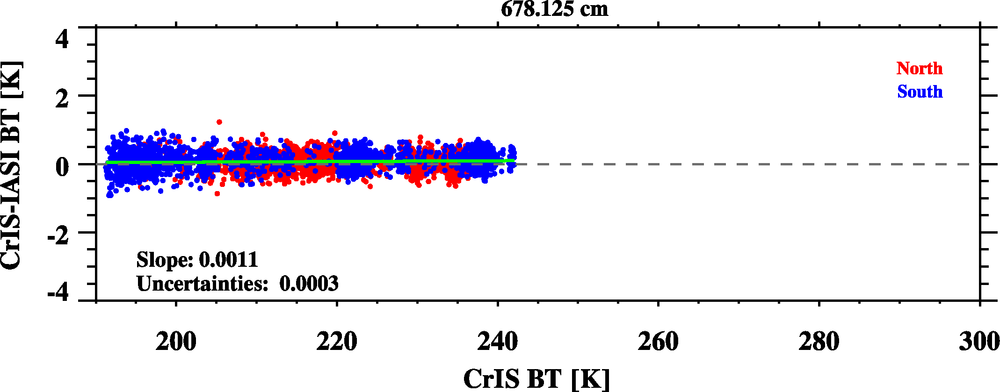 678.125 cm
4
2
0
-2
-4
CrIS-IASI BT [K]
North
South
Slope: 0.0011
Uncertainties: 0.0003
200 220 240 260 280 300
CrIS BT [K]